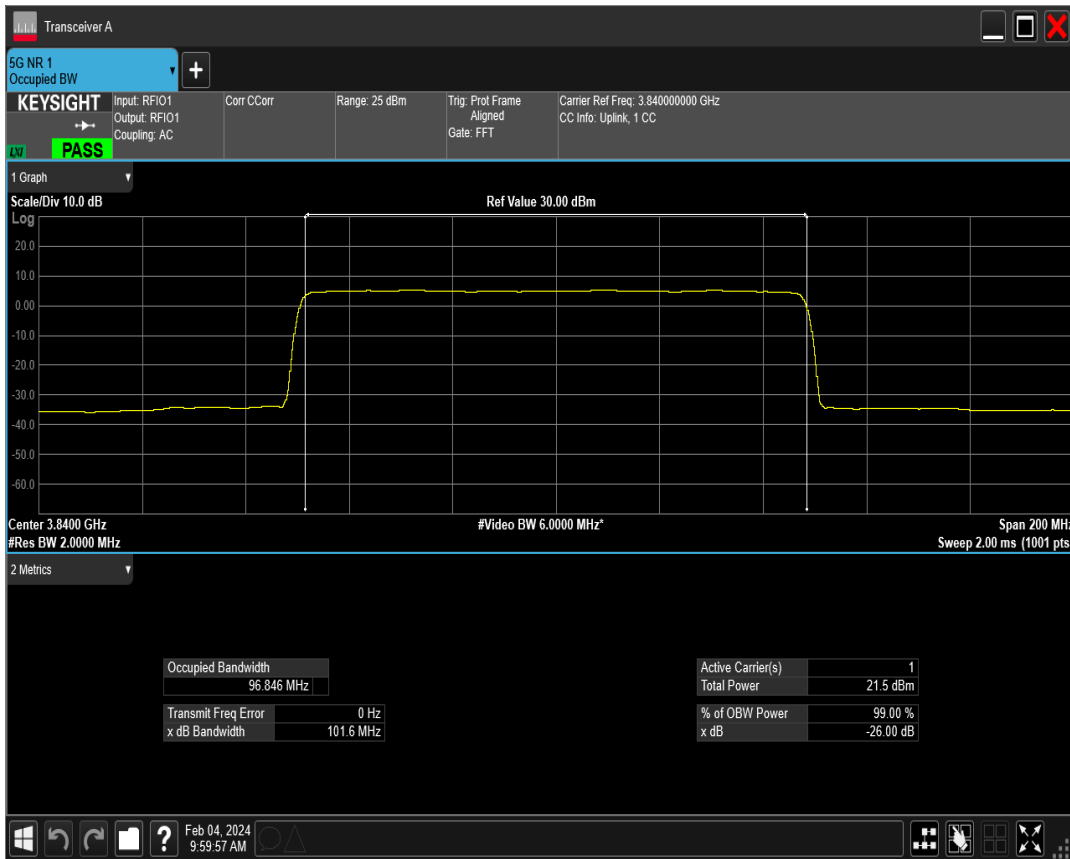 Transceiver A
5G NR 1
Occupied BW
KEYSIGHT
LXI
PASS
Input: RFIO1
Output: RFIO1
Coupling: AC
Corr CCorr
Range: 25 dBm
Trig: Prot Frame
Aligned
Gate: FFT
Carrier Ref Freq: 3.840000000 GHz
CC Info: Uplink, 1 CC
1 Graph
Scale/Div 10.0 dB
Ref Value 30.00 dBm
Log
20.0
10.0
0.00
-10.0
-20.0
-30.0
-40.0
-50.0
-60.0
Center 3.8400 GHz
#Video BW 6.0000 MHz*
Span 200 MHz
#Res BW 2.0000 MHz
Sweep 2.00 ms (1001 pts
2 Metrics
Occupied Bandwidth
96.846 MHz
Transmit Freq Error 0 Hz
x dB Bandwidth 101.6 MHz
Active Carrier(s) 1
Total Power 21.5 dBm
% of OBW Power 99.00 %
x dB -26.00 dB
?
Feb 04, 2024
9:59:57 AM